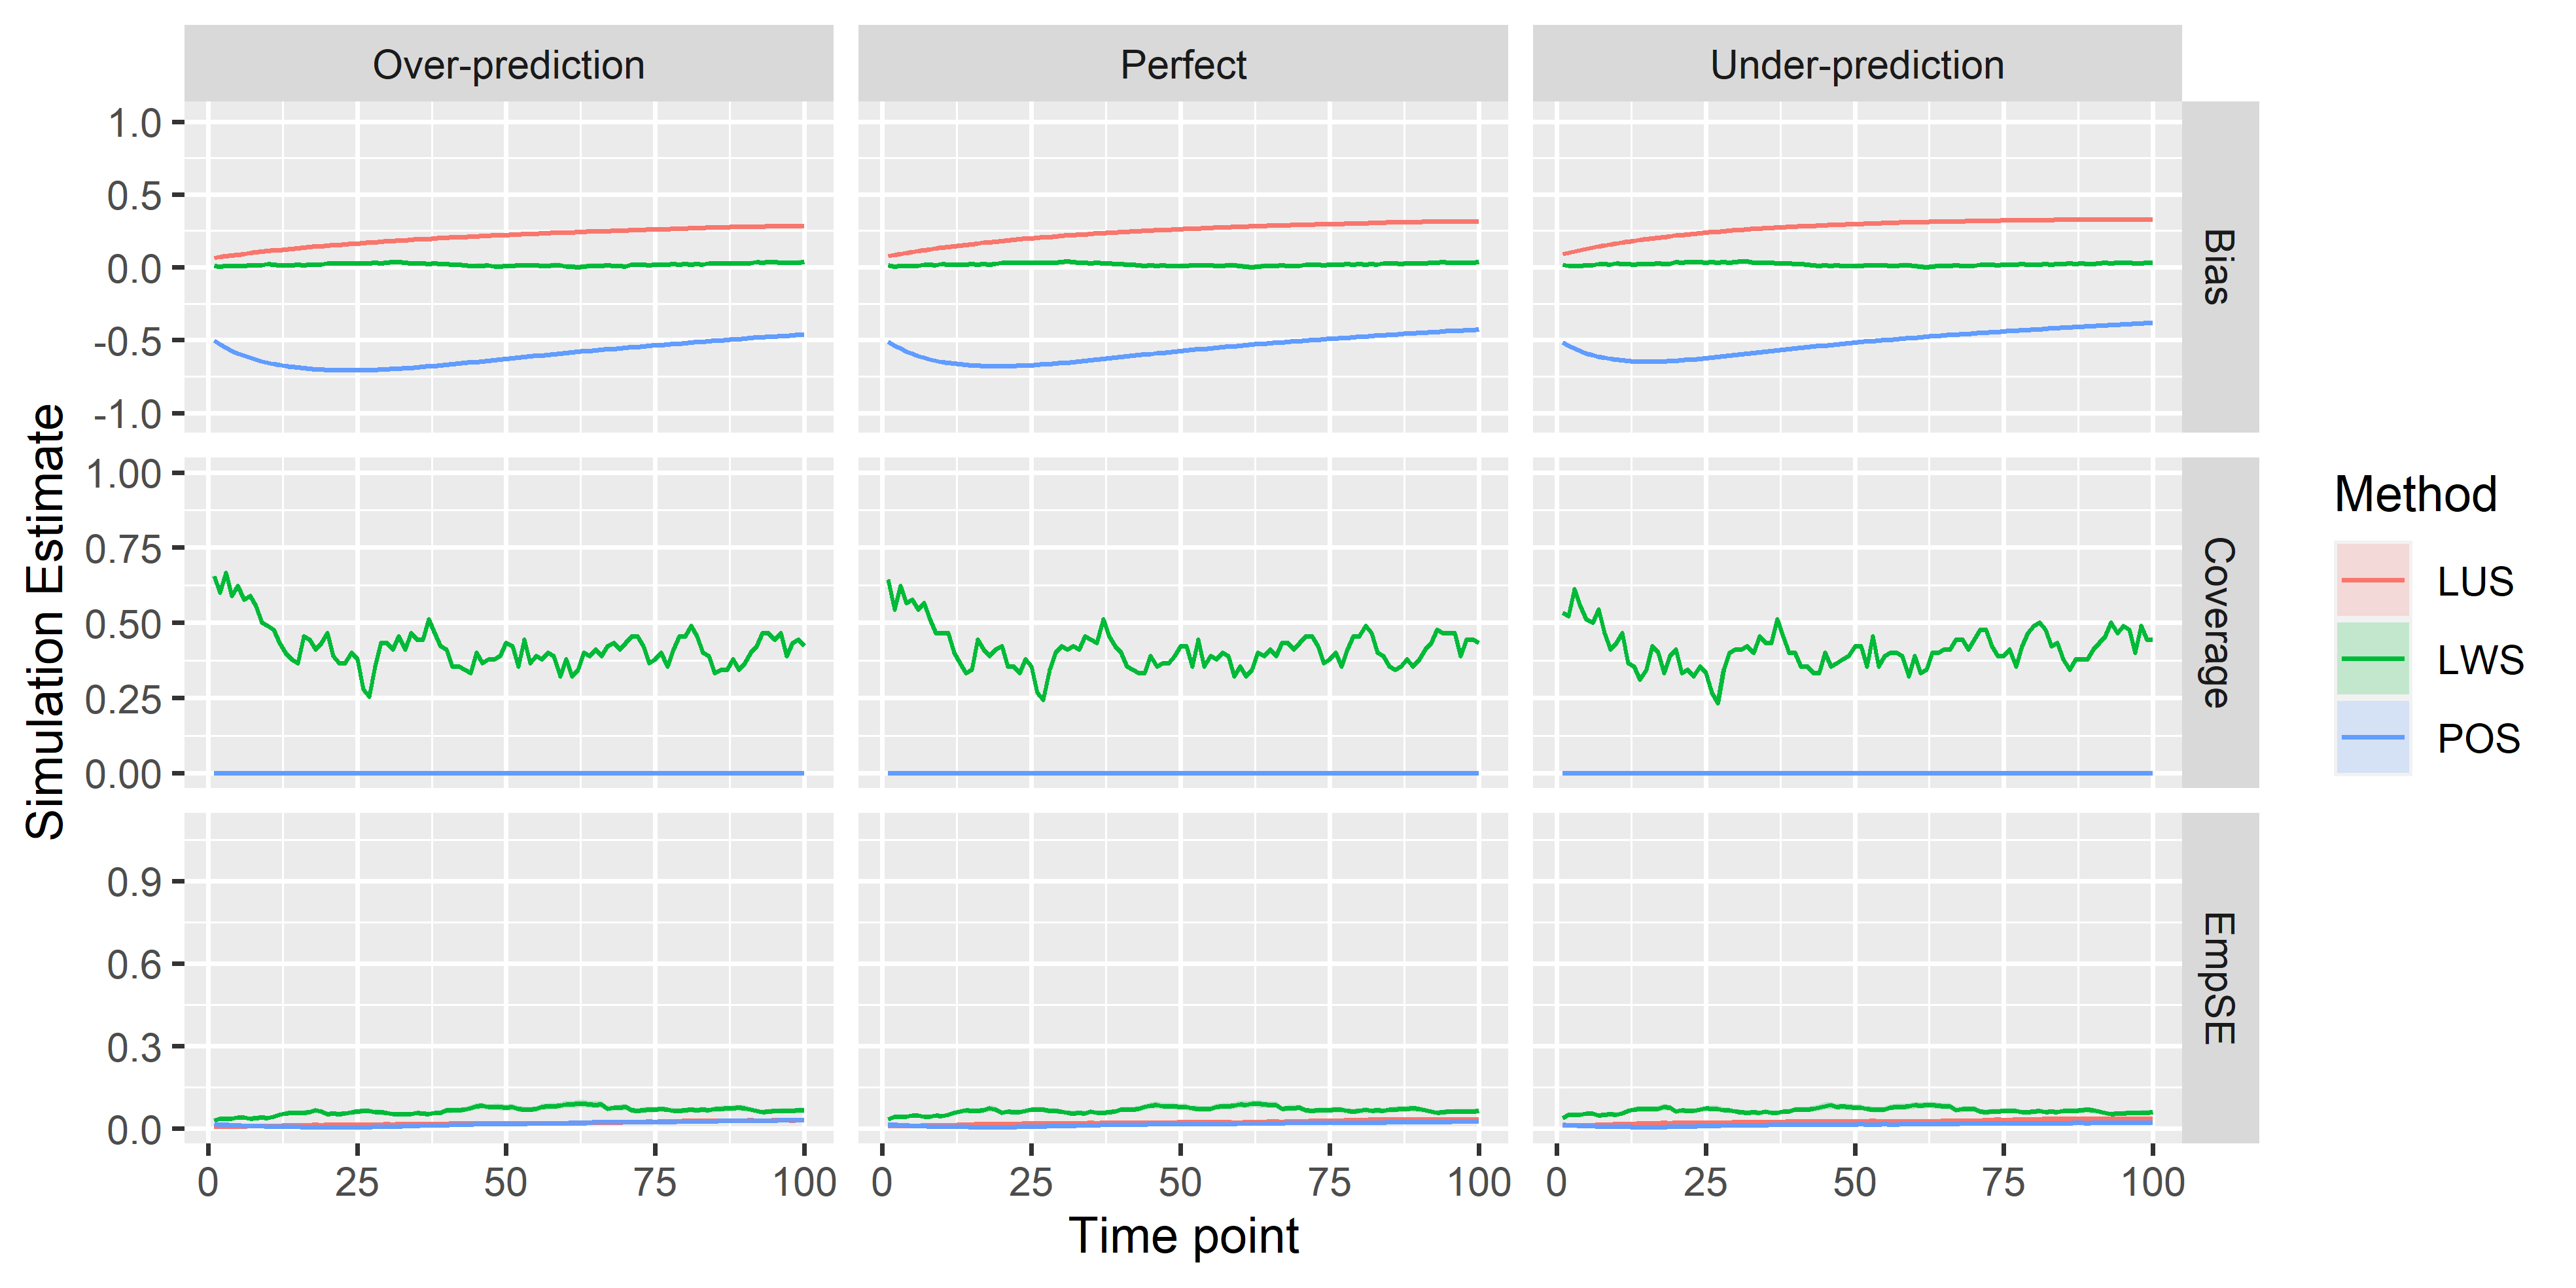 Over-prediction Perfect Under-prediction
1.0
0.5
0.0
-0.5
-1.0
Bias
1.00
0.75
0.50
0.25
0.00
Coverage
0.9
0.6
0.3
0.0
EmpSE
0 25 50 75 100 0 25 50 75 100 0 25 50 75 100
Time point
Simulation Estimate
Method
LUS
LWS
POS